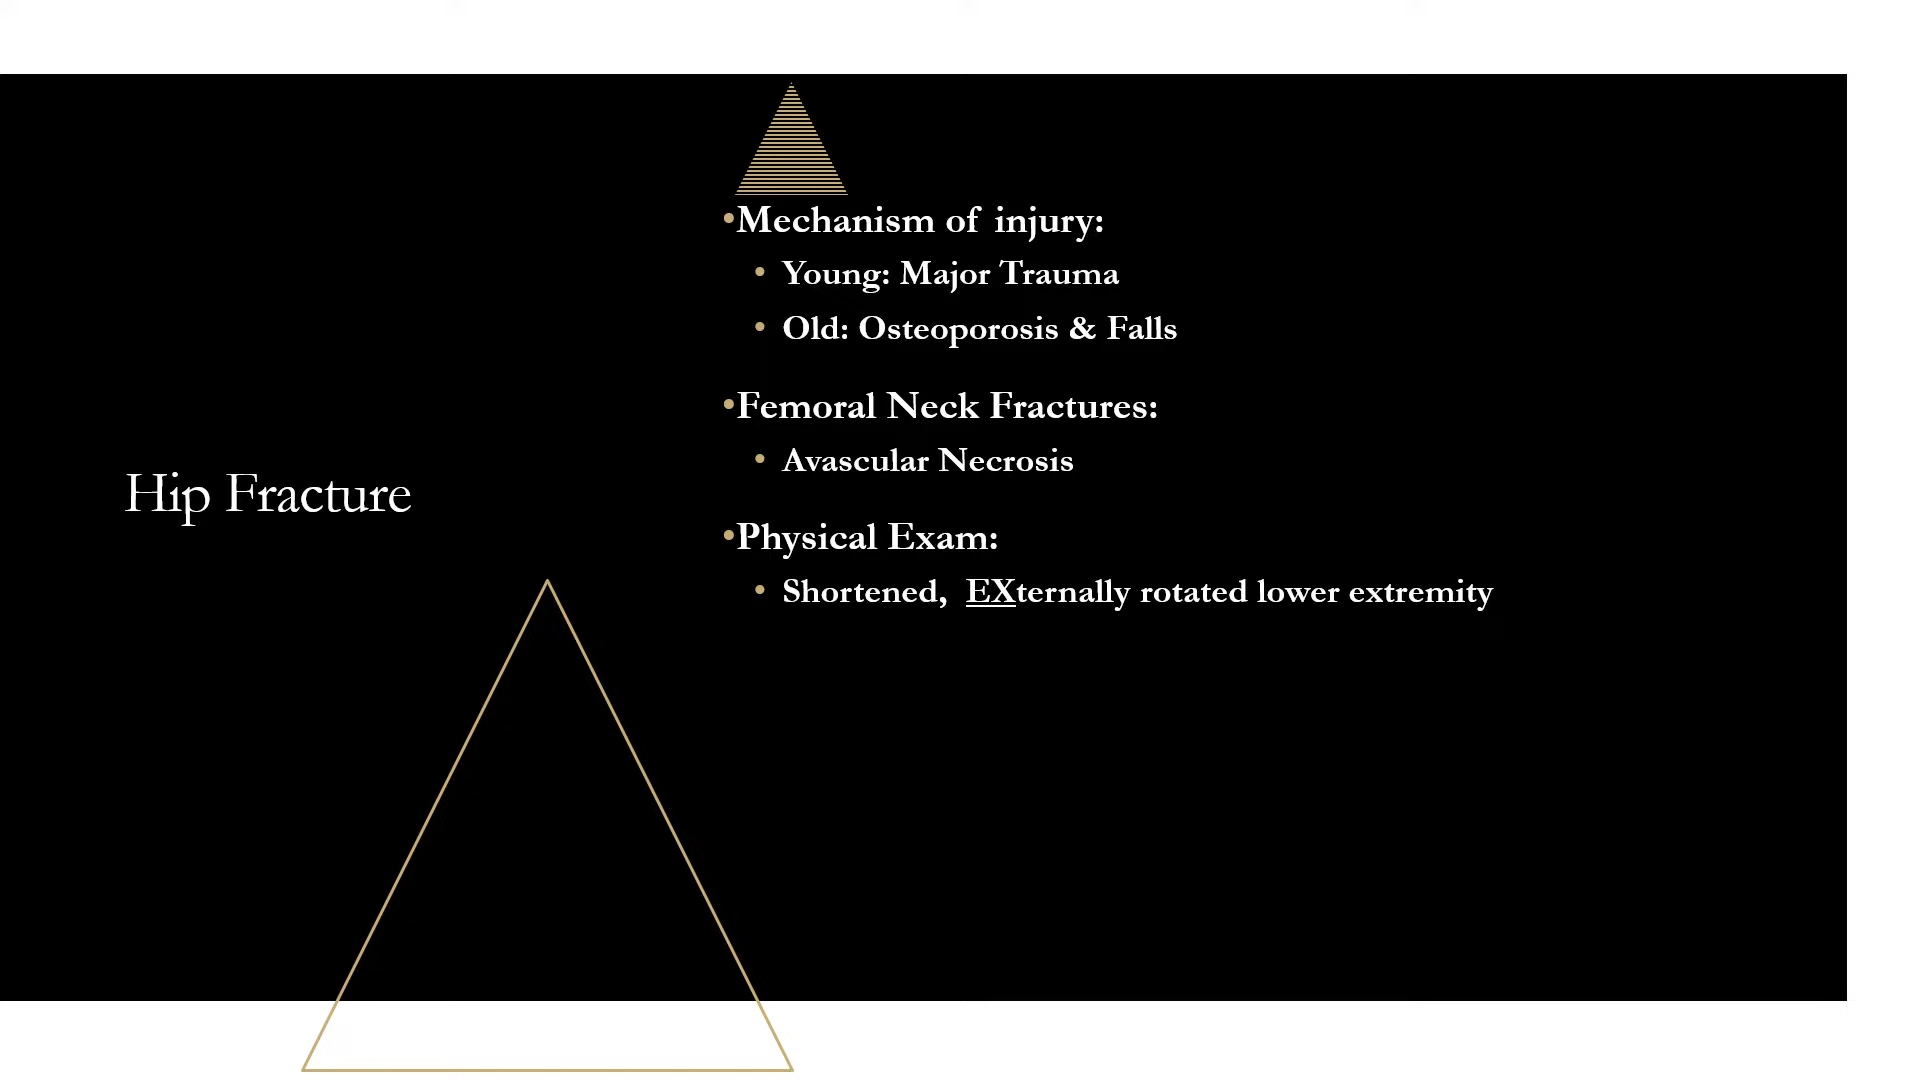 Hip Fracture
•Mechanism of injury:
• Young: Major Trauma
• Old: Osteoporosis & Falls
•Femoral Neck Fractures:
• Avascular Necrosis
•Physical Exam:
• Shortened, EXternally rotated lower extremity